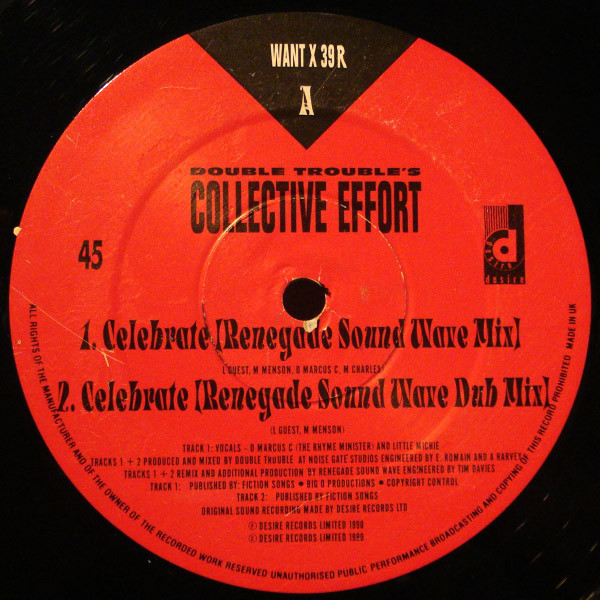 WANT X 39 R
A
DOUBLE TROUBLE'S
COLLECTIVE EFFORT
45
desire
1. Celebrate [Renegade Sound Wave Mix]
L GUEST, M MENSON, D MARCUS C, M CHARLES
2. Celebrate [Renegade Sound Wave Dub Mix]
(L GUEST, M MENSON)
TRACK 1: VOCALS - D MARCUS C (THE RHYME MINISTER) AND LITTLE MICHIE
TRACKS 1 + 2 PRODUCED AND MIXED BY DOUBLE TROUBLE AT NOISE GATE STUDIOS ENGINEERED BY E. ROMAIN AND A HARVEY
TRACKS 1 + 2 REMIX AND ADDITIONAL PRODUCTION BY RENEGADE SOUND WAVE ENGINEERED BY TIM DAVIES
TRACK 1: PUBLISHED BY: FICTION SONGS • BIG O PRODUCTIONS • COPYRIGHT CONTROL
TRACK 2: PUBLISHED BY: FICTION SONGS
ORIGINAL SOUND RECORDING MADE BY DESIRE RECORDS LTD
Ⓟ DESIRE RECORDS LIMITED 1990
© DESIRE RECORDS LIMITED 1989
ALL RIGHTS OF THE MANUFACTURER AND OF THE OWNER OF THE RECORDED WORK RESERVED UNAUTHORISED PUBLIC PERFORMANCE BROADCASTING AND COPYING OF THIS RECORD PROHIBITED MADE IN UK